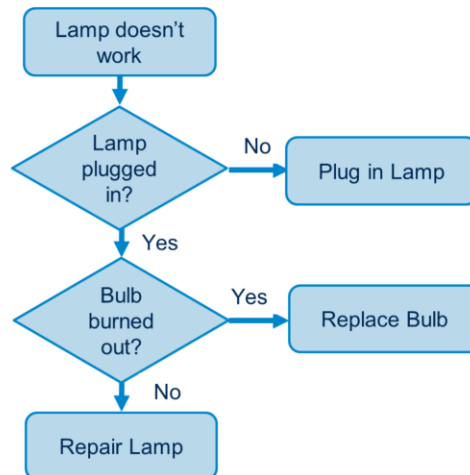 Lamp doesn’t
work
Lamp
plugged
in?
No
Plug in Lamp
Yes
Bulb
burned
out?
Yes
Replace Bulb
No
Repair Lamp